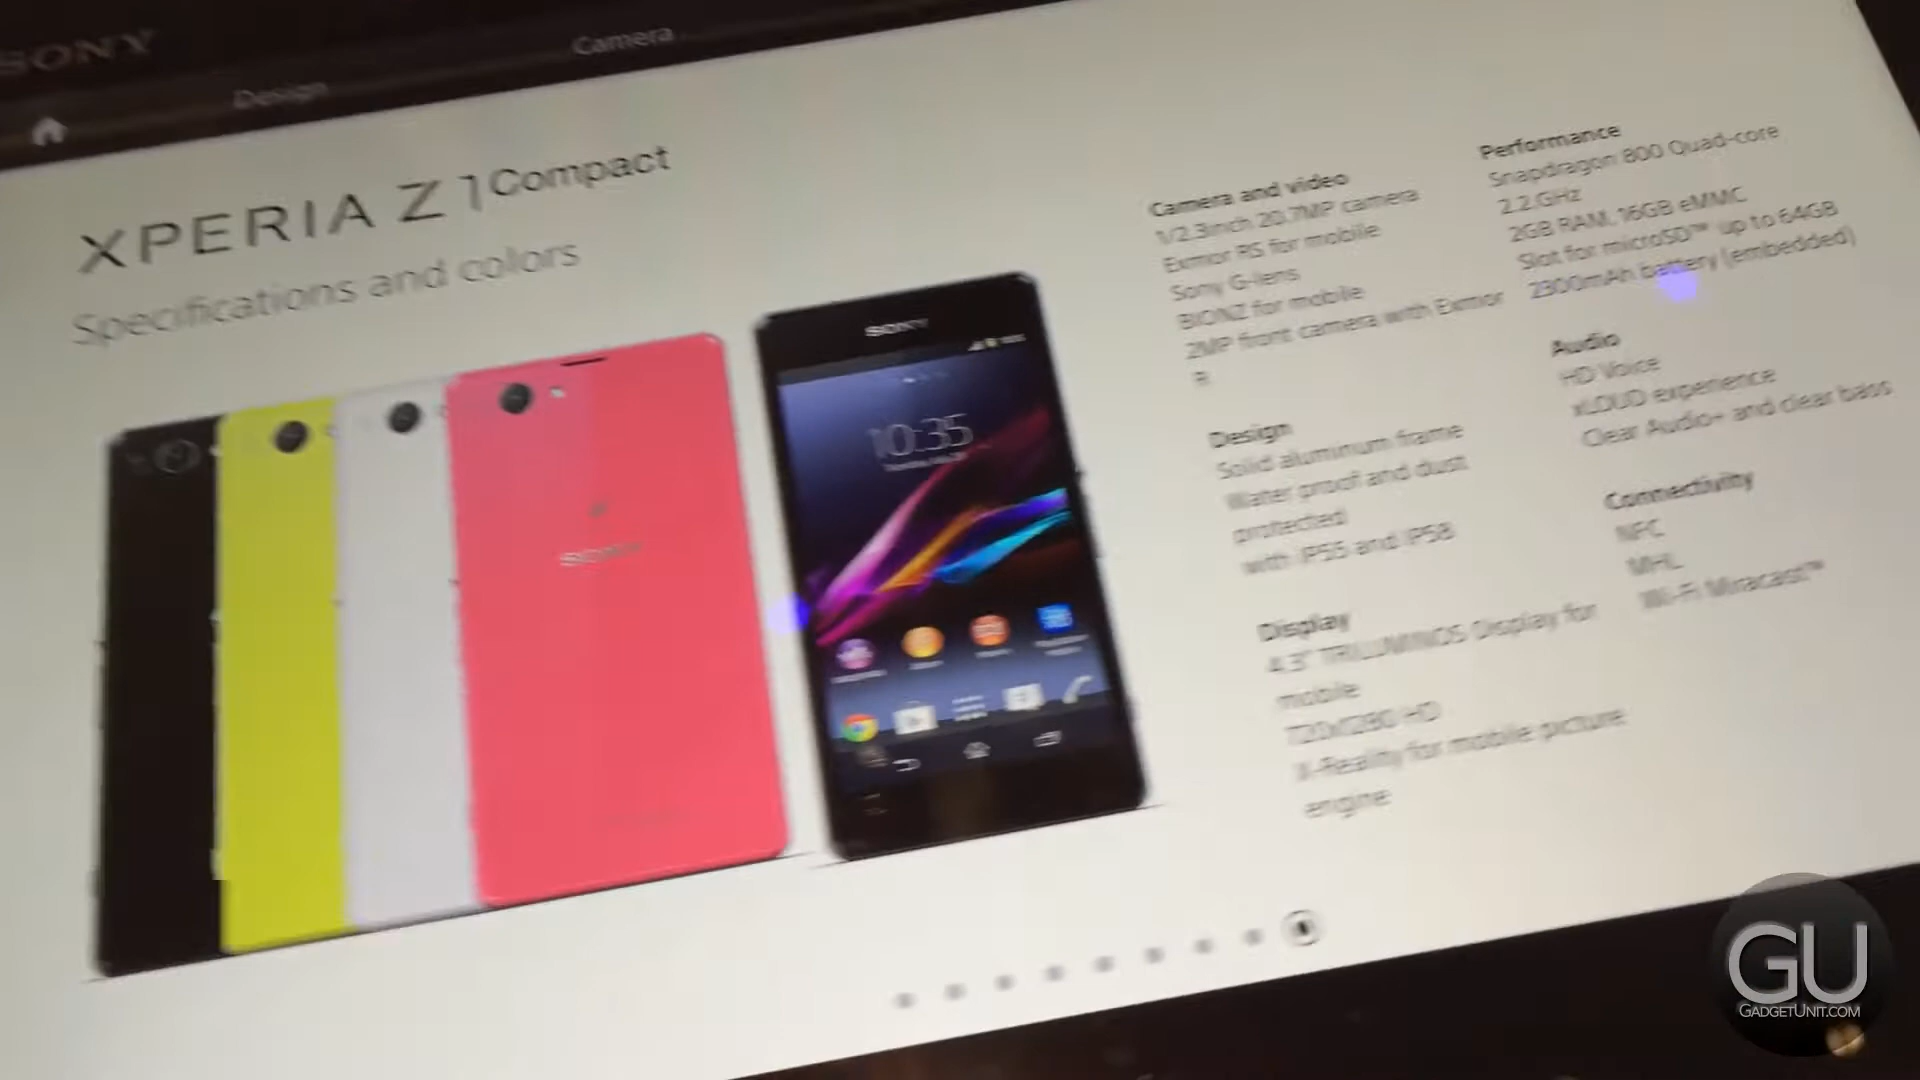 SONY
Design
Camera
XPERIA Z1 Compact
Specifications and colors
SONY
SONY
10:35
Camera and video
1/2.3inch 20.7MP camera
Exmor RS for mobile
Sony G-lens
BIONZ for mobile
2MP front camera with Exmor
R
Design
Solid aluminum frame
Water proof and dust
protected
with IP55 and IP58
Display
4.3" TRILUMINOS Display for
mobile
720x1280 HD
X-Reality for mobile picture
engine
Performance
Snapdragon 800 Quad-core
2.2.GHz
2GB RAM, 16GB eMMC
Slot for microSD™ up to 64GB
2300mAh battery (embedded)
Audio
HD Voice
xLOUD experience
Clear Audio+ and clear bass
Connectivity
NFC
MHL
Wi-Fi Miracast™
GU
GADGETUNIT.COM